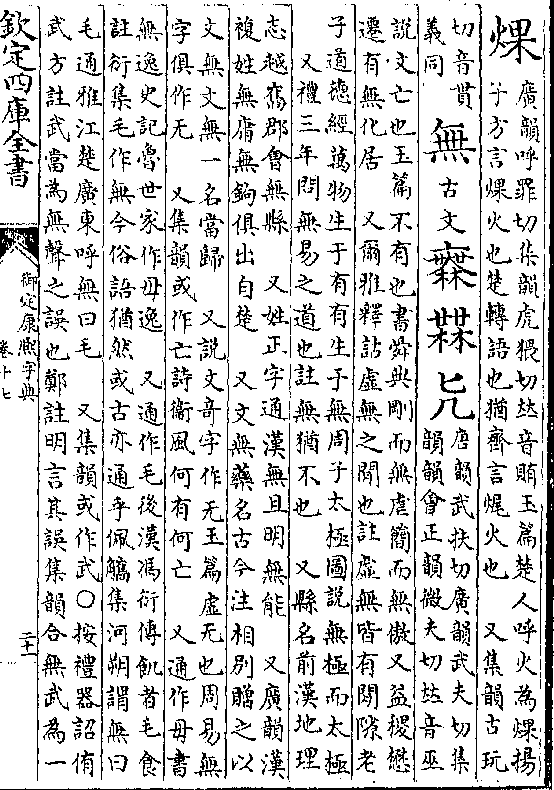 㷄
廣韻呼罪切集韻虎猥切𠀤音賄玉篇楚人呼火為㷄揚
子方言㷄火也楚轉語也猶齊言火也　又集韻古玩
切音貫
義同
無 古文
唐韻武扶切廣韻武夫切集
韻韻會正韻微夫切𠀤音巫
說文亡也玉篇不有也書舜典剛而無虐簡而無傲又益稷懋
遷有無化居　又爾雅釋詁虛無之閒也註虛無皆有閒隙老
子道德經萬物生于有有生于無周子太極圖說無極而太極
又禮三年問無易之道也註無猶不也　又縣名前漢地理
志越嶲郡會無縣　又姓正字通漢無且明無能　又廣韻漢
複姓無庸無鉤俱出自楚　又文無藥名古今注相別贈之以
文無文無一名當歸　又說文奇字作无玉篇虛无也周易無
字俱作无　又集韻或作亡詩衞風何有何亡　又通作毋書
無逸史記魯世家作毋逸　又通作毛後漢馮衍傳飢者毛食
註衍集毛作無今俗語猶然或古亦通乎佩觿集河朔謂無曰
毛通雅江楚廣東呼無曰毛　又集韻或作武○按禮器詔侑
武方註武當為無聲之誤也鄭註明言其誤集韻合無武為一
欽定四庫全書
御定康熙字典
卷十七
二十一